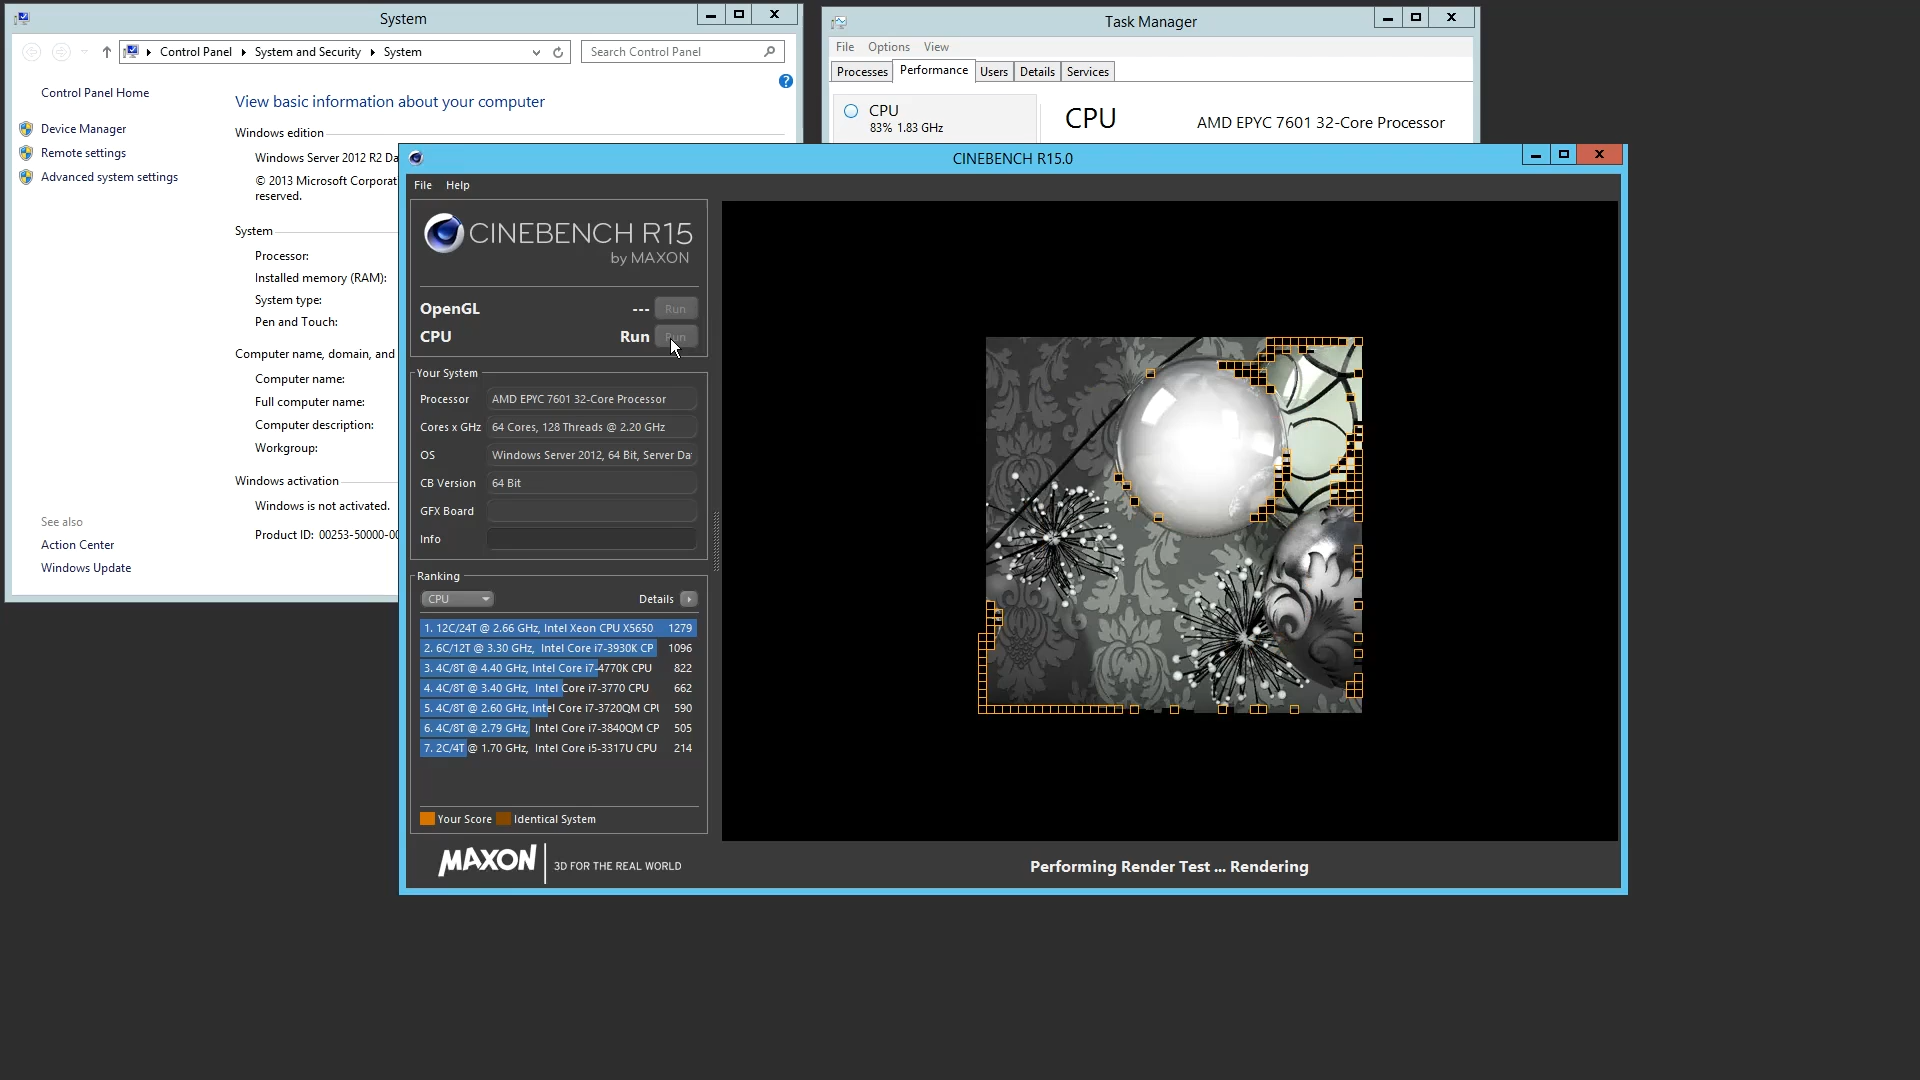 System
Control Panel System and Security System
Search Control Panel
Control Panel Home
Device Manager
Remote settings
Advanced system settings
See also
Action Center
Windows Update
View basic information about your computer
Windows edition
Windows Server 2012 R2 Da
© 2013 Microsoft Corporat
reserved.
System
Processor:
Installed memory (RAM):
System type:
Pen and Touch:
Computer name, domain, and
Computer name:
Full computer name:
Computer description:
Workgroup:
Windows activation
Windows is not activated.
Product ID: 00253-50000-00
Task Manager
File Options View
Processes Performance Users Details Services
CPU
83% 1.83 GHz
CPU
AMD EPYC 7601 32-Core Processor
CINEBENCH R15.0
File Help
CINEBENCH R15
by MAXON
OpenGL --- Run
CPU Run Run
Your System
Processor AMD EPYC 7601 32-Core Processor
Cores x GHz 64 Cores, 128 Threads @ 2.20 GHz
OS Windows Server 2012, 64 Bit, Server Da
CB Version 64 Bit
GFX Board
Info
Ranking
CPU Details
1. 12C/24T @ 2.66 GHz, Intel Xeon CPU X5650 1279
2. 6C/12T @ 3.30 GHz, Intel Core i7-3930K CP 1096
3. 4C/8T @ 4.40 GHz, Intel Core i7-4770K CPU 822
4. 4C/8T @ 3.40 GHz, Intel Core i7-3770 CPU 662
5. 4C/8T @ 2.60 GHz, Intel Core i7-3720QM CPU 590
6. 4C/8T @ 2.79 GHz, Intel Core i7-3840QM CP 505
7. 2C/4T @ 1.70 GHz, Intel Core i5-3317U CPU 214
Your Score Identical System
MAXON 3D FOR THE REAL WORLD
Performing Render Test ... Rendering